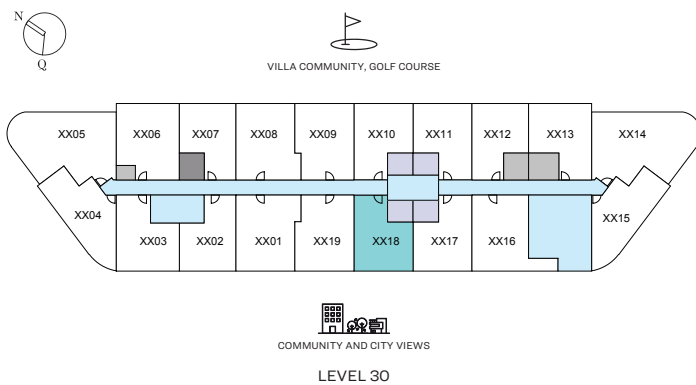 N
Q
VILLA COMMUNITY, GOLF COURSE
XX05 XX06 XX07 XX08 XX09 XX10 XX11 XX12 XX13 XX14
XX04 XX03 XX02 XX01 XX19 XX18 XX17 XX16 XX15
COMMUNITY AND CITY VIEWS
LEVEL 30